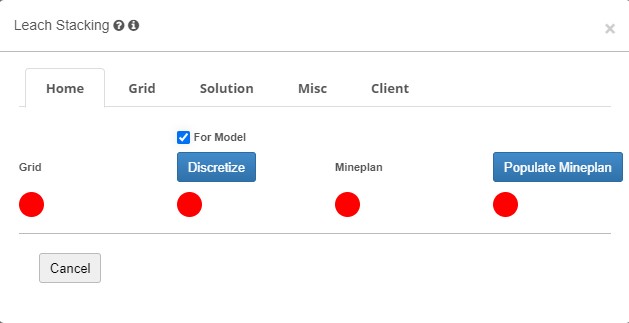 Leach Stacking ? i
×
Home Grid Solution Misc Client
For Model
Grid Discretize Mineplan Populate Mineplan
Cancel